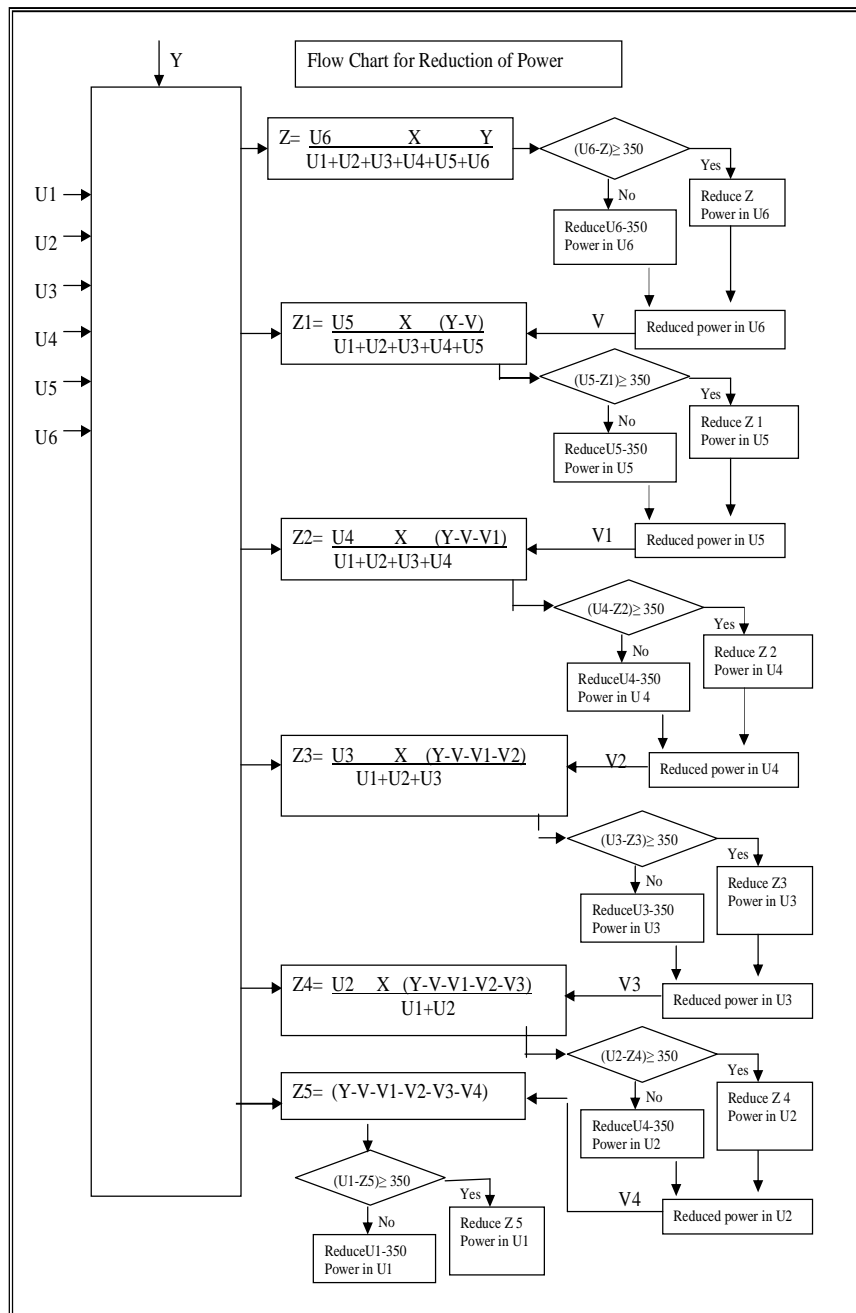 Y
Flow Chart for Reduction of Power
Z= U6 X Y
U1+U2+U3+U4+U5+U6
(U6-Z)≥ 350
Yes
No
Reduce Z
Power in U6
ReduceU6-350
Power in U6
U1
U2
U3
U4
U5
U6
Z1= U5 X (Y-V)
U1+U2+U3+U4+U5
V
Reduced power in U6
(U5-Z1)≥ 350
Yes
No
Reduce Z 1
Power in U5
ReduceU5-350
Power in U5
Z2= U4 X (Y-V-V1)
U1+U2+U3+U4
V1
Reduced power in U5
(U4-Z2)≥ 350
Yes
No
Reduce Z 2
Power in U4
ReduceU4-350
Power in U 4
Z3= U3 X (Y-V-V1-V2)
U1+U2+U3
V2
Reduced power in U4
(U3-Z3)≥ 350
Yes
No
Reduce Z3
Power in U3
ReduceU3-350
Power in U3
Z4= U2 X (Y-V-V1-V2-V3)
U1+U2
V3
Reduced power in U3
(U2-Z4)≥ 350
Yes
No
Reduce Z 4
Power in U2
ReduceU4-350
Power in U2
Z5= (Y-V-V1-V2-V3-V4)
V4
Reduced power in U2
(U1-Z5)≥ 350
Yes
No
Reduce Z 5
Power in U1
ReduceU1-350
Power in U1